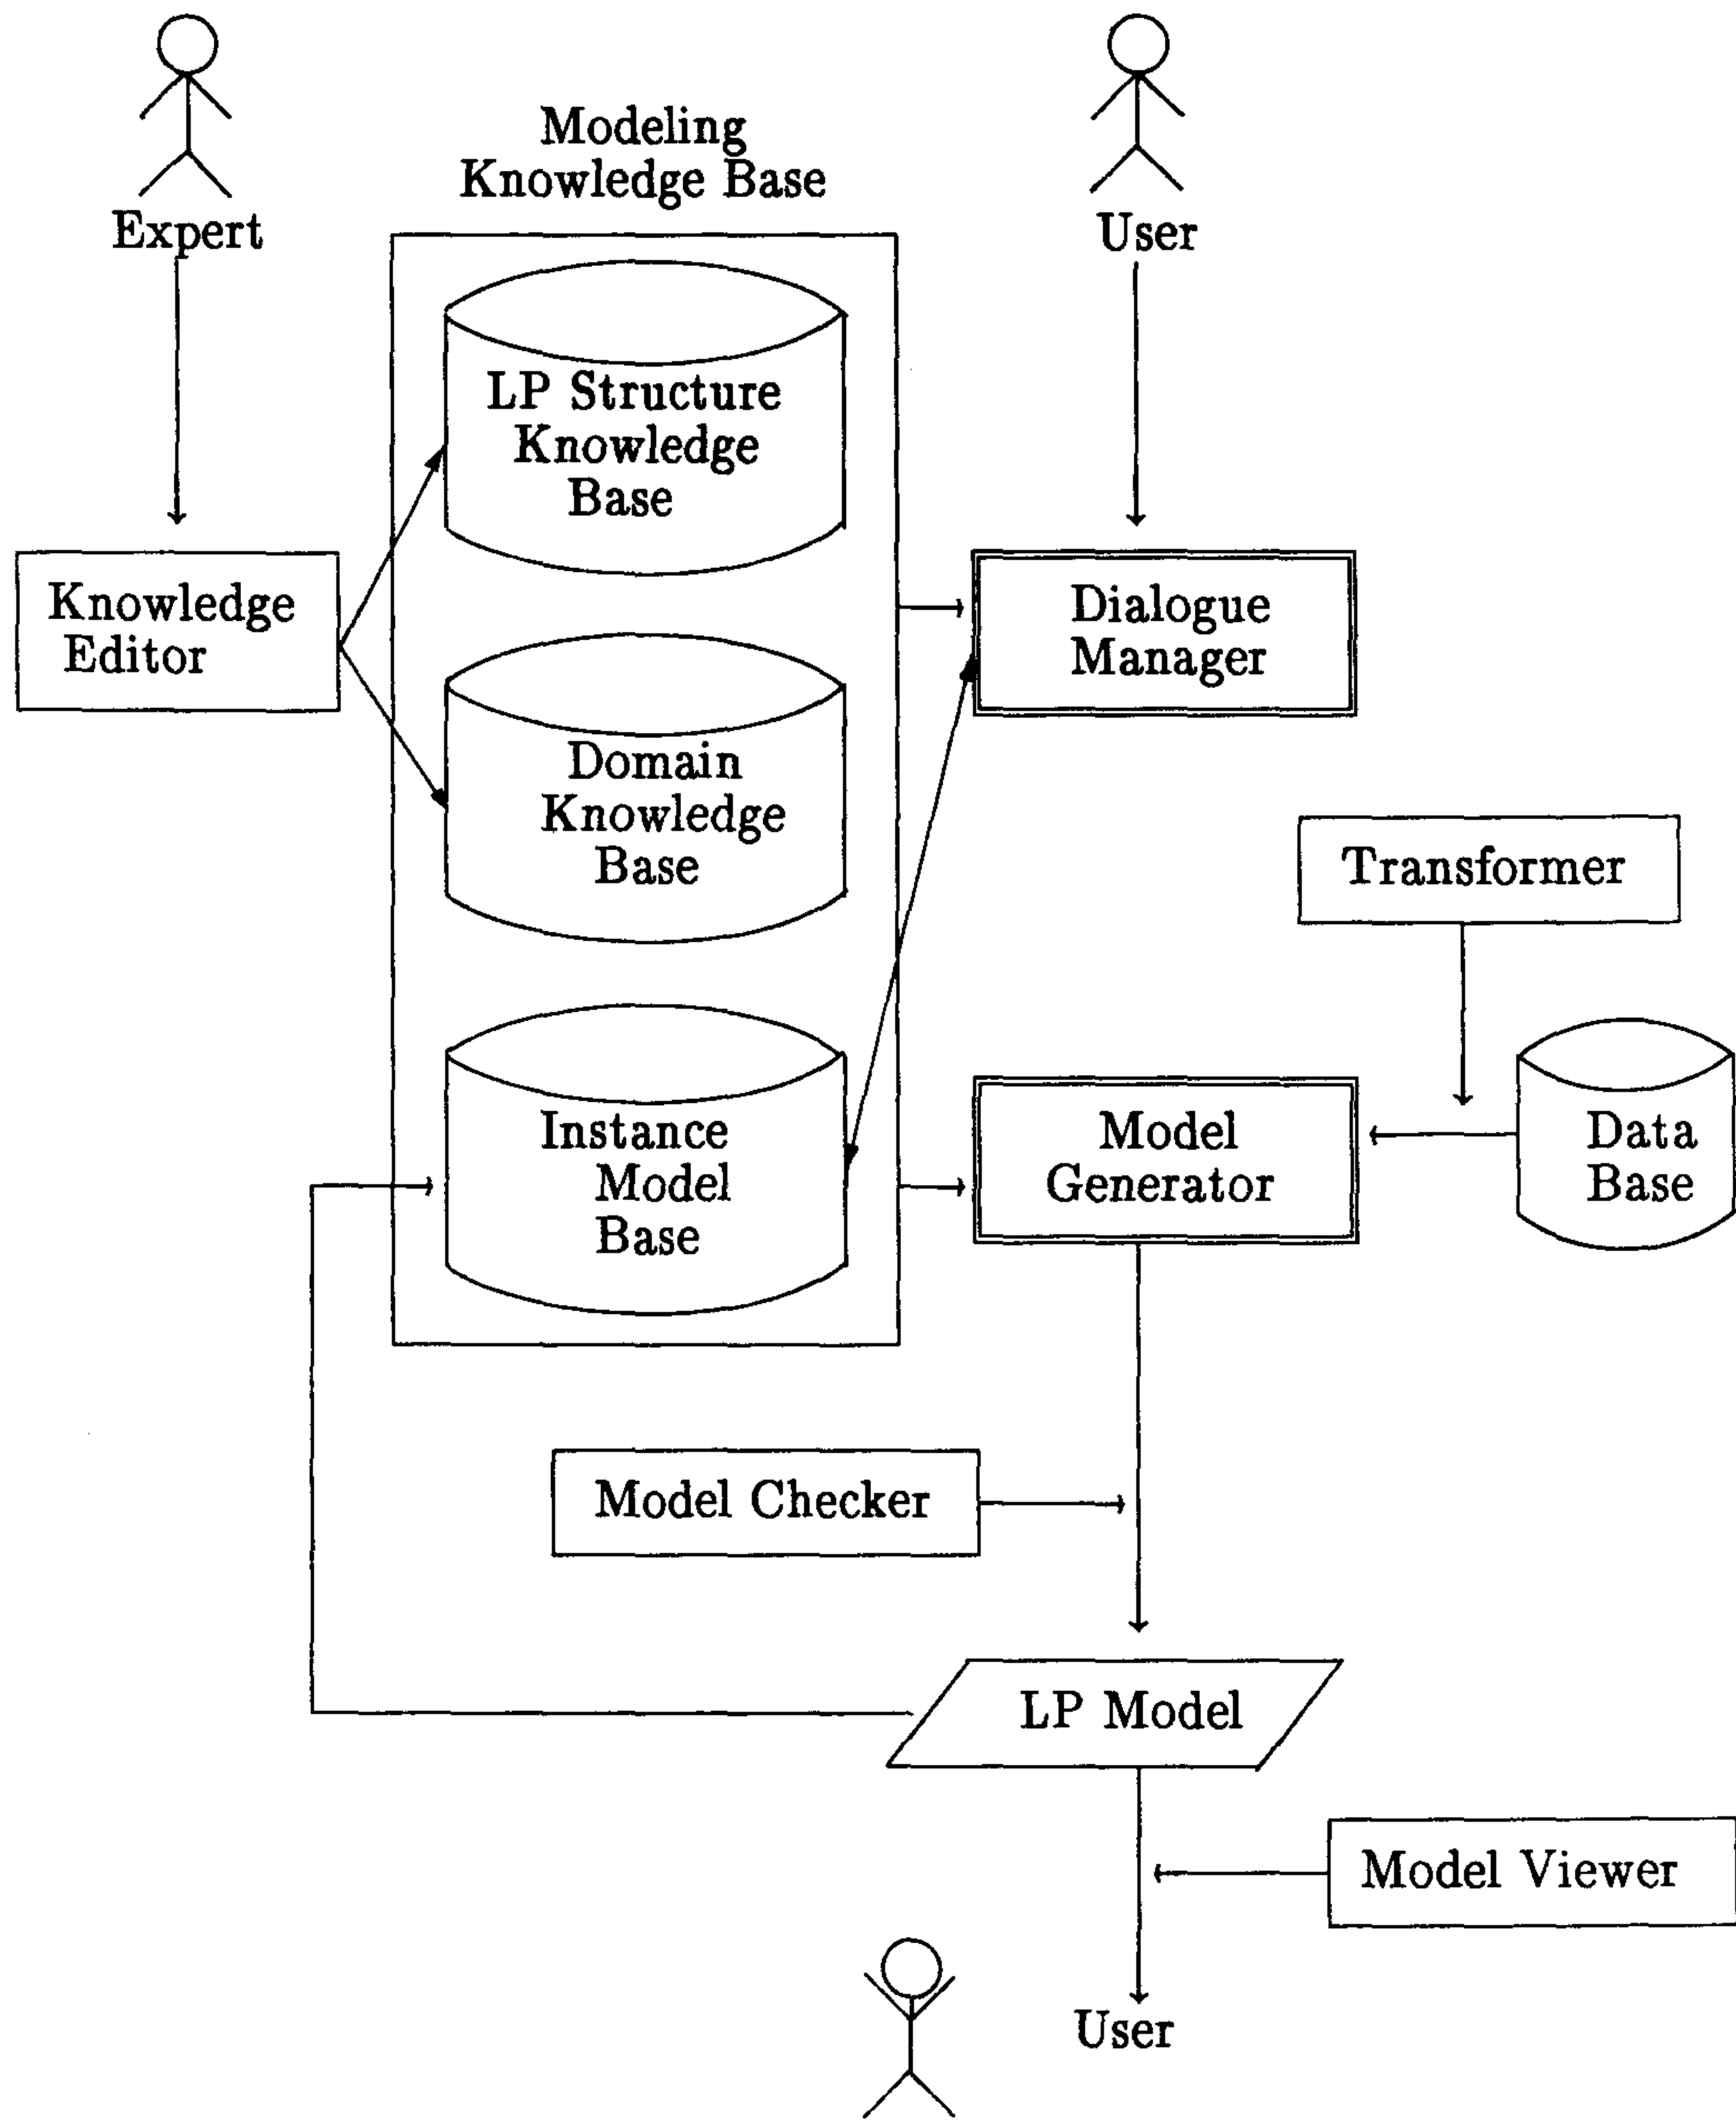 Modeling
Knowledge Base
Expert
User
LP Structure
Knowledge
Base
Knowledge
Editor
Dialogue
Manager
Domain
Knowledge
Base
Transformer
Instance
Model
Base
Model
Generator
Data
Base
Model Checker
LP Model
Model Viewer
User